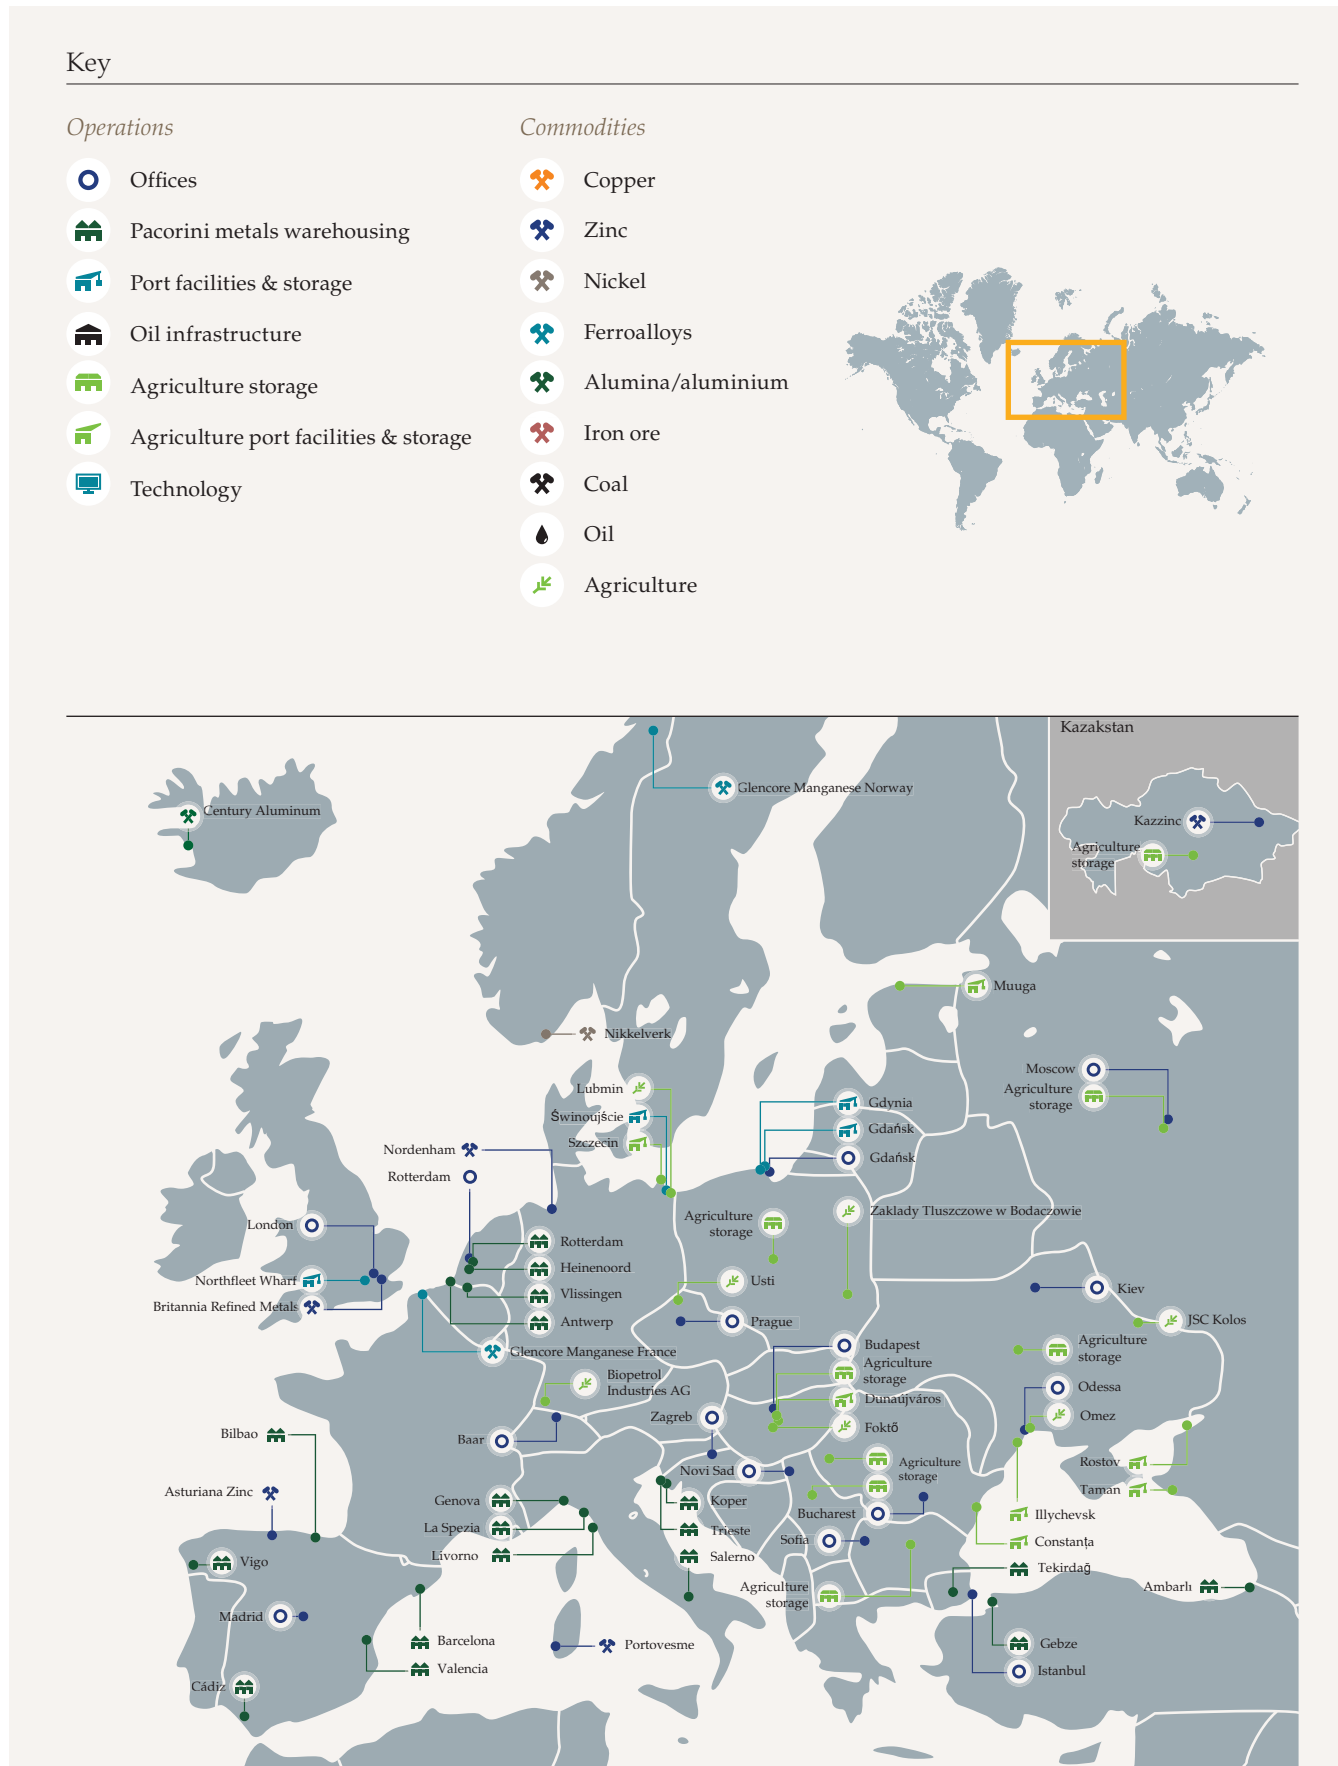 Key
Operations
Offices
Pacorini metals warehousing
Port facilities & storage
Oil infrastructure
Agriculture storage
Agriculture port facilities & storage
Technology
Commodities
Copper
Zinc
Nickel
Ferroalloys
Alumina/aluminium
Iron ore
Coal
Oil
Agriculture
Kazakstan
Kazzinc
Agriculture
storage
Glencore Manganese Norway
Century Aluminum
Muuga
Nikkelverk
Moscow
Agriculture
storage
Lubmin
Świnoujście
Szczecin
Gdynia
Gdańsk
Gdańsk
Nordenham
Rotterdam
London
Northfleet Wharf
Britannia Refined Metals
Rotterdam
Heinenoord
Vlissingen
Antwerp
Glencore Manganese France
Agriculture
storage
Zaklady Tluszczowe w Bodaczowie
Usti
Prague
Kiev
JSC Kolos
Agriculture
storage
Odessa
Omez
Budapest
Agriculture
storage
Dunaújváros
Foktő
Biopetrol
Industries AG
Zagreb
Baar
Bilbao
Asturiana Zinc
Novi Sad
Agriculture
storage
Rostov
Taman
Genova
La Spezia
Livorno
Koper
Trieste
Salerno
Bucharest
Sofia
Illychevsk
Constanța
Tekirdağ
Ambarlı
Vigo
Madrid
Agriculture
storage
Barcelona
Valencia
Portovesme
Gebze
Istanbul
Cádiz